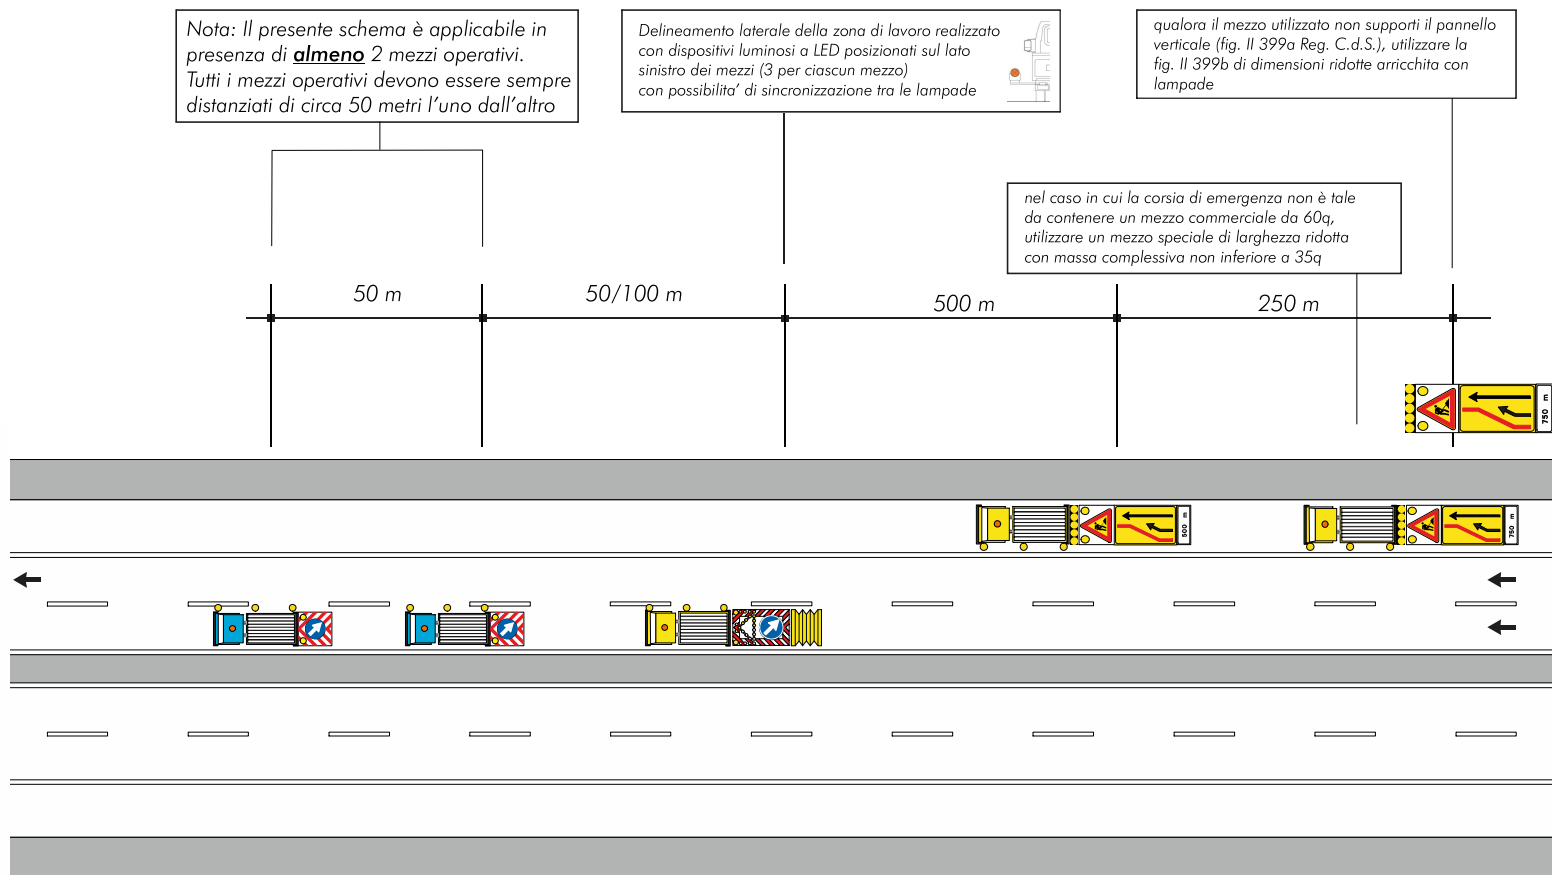 Nota: Il presente schema è applicabile in
presenza di almeno 2 mezzi operativi.
Tutti i mezzi operativi devono essere sempre
distanziati di circa 50 metri l'uno dall'altro
Delineamento laterale della zona di lavoro realizzato
con dispositivi luminosi a LED posizionati sul lato
sinistro dei mezzi (3 per ciascun mezzo)
con possibilita' di sincronizzazione tra le lampade
qualora il mezzo utilizzato non supporti il pannello
verticale (fig. II 399a Reg. C.d.S.), utilizzare la
fig. II 399b di dimensioni ridotte arricchita con
lampade
nel caso in cui la corsia di emergenza non è tale
da contenere un mezzo commerciale da 60q,
utilizzare un mezzo speciale di larghezza ridotta
con massa complessiva non inferiore a 35q
50 m
50/100 m
500 m
250 m
750 m
500 m
750 m